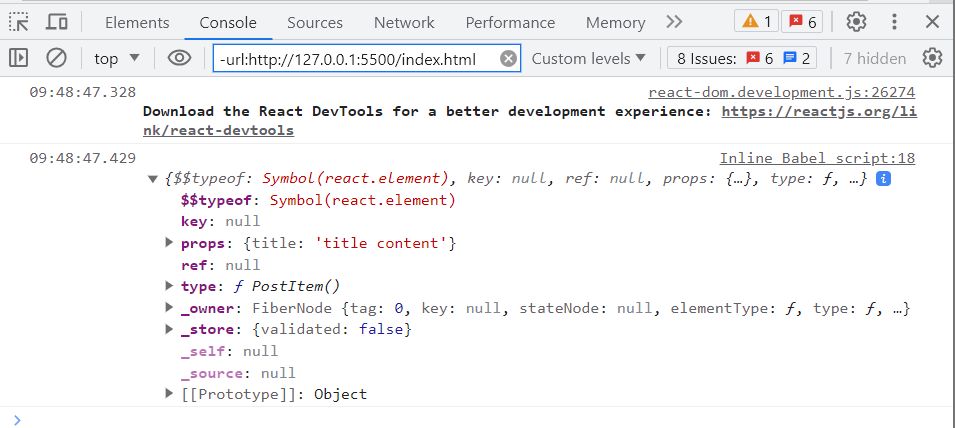 Elements Console Sources Network Performance Memory >> 1 6
top -url:http://127.0.0.1:5500/index.html Custom levels 8 Issues: 6 2 7 hidden
09:48:47.328 react-dom.development.js:26274
Download the React DevTools for a better development experience: https://reactjs.org/li
nk/react-devtools
09:48:47.429 Inline Babel script:18
{$$typeof: Symbol(react.element), key: null, ref: null, props: {…}, type: ƒ, …} i
$$typeof: Symbol(react.element)
key: null
props: {title: 'title content'}
ref: null
type: ƒ PostItem()
_owner: FiberNode {tag: 0, key: null, stateNode: null, elementType: ƒ, type: ƒ, …}
_store: {validated: false}
_self: null
_source: null
[[Prototype]]: Object
>